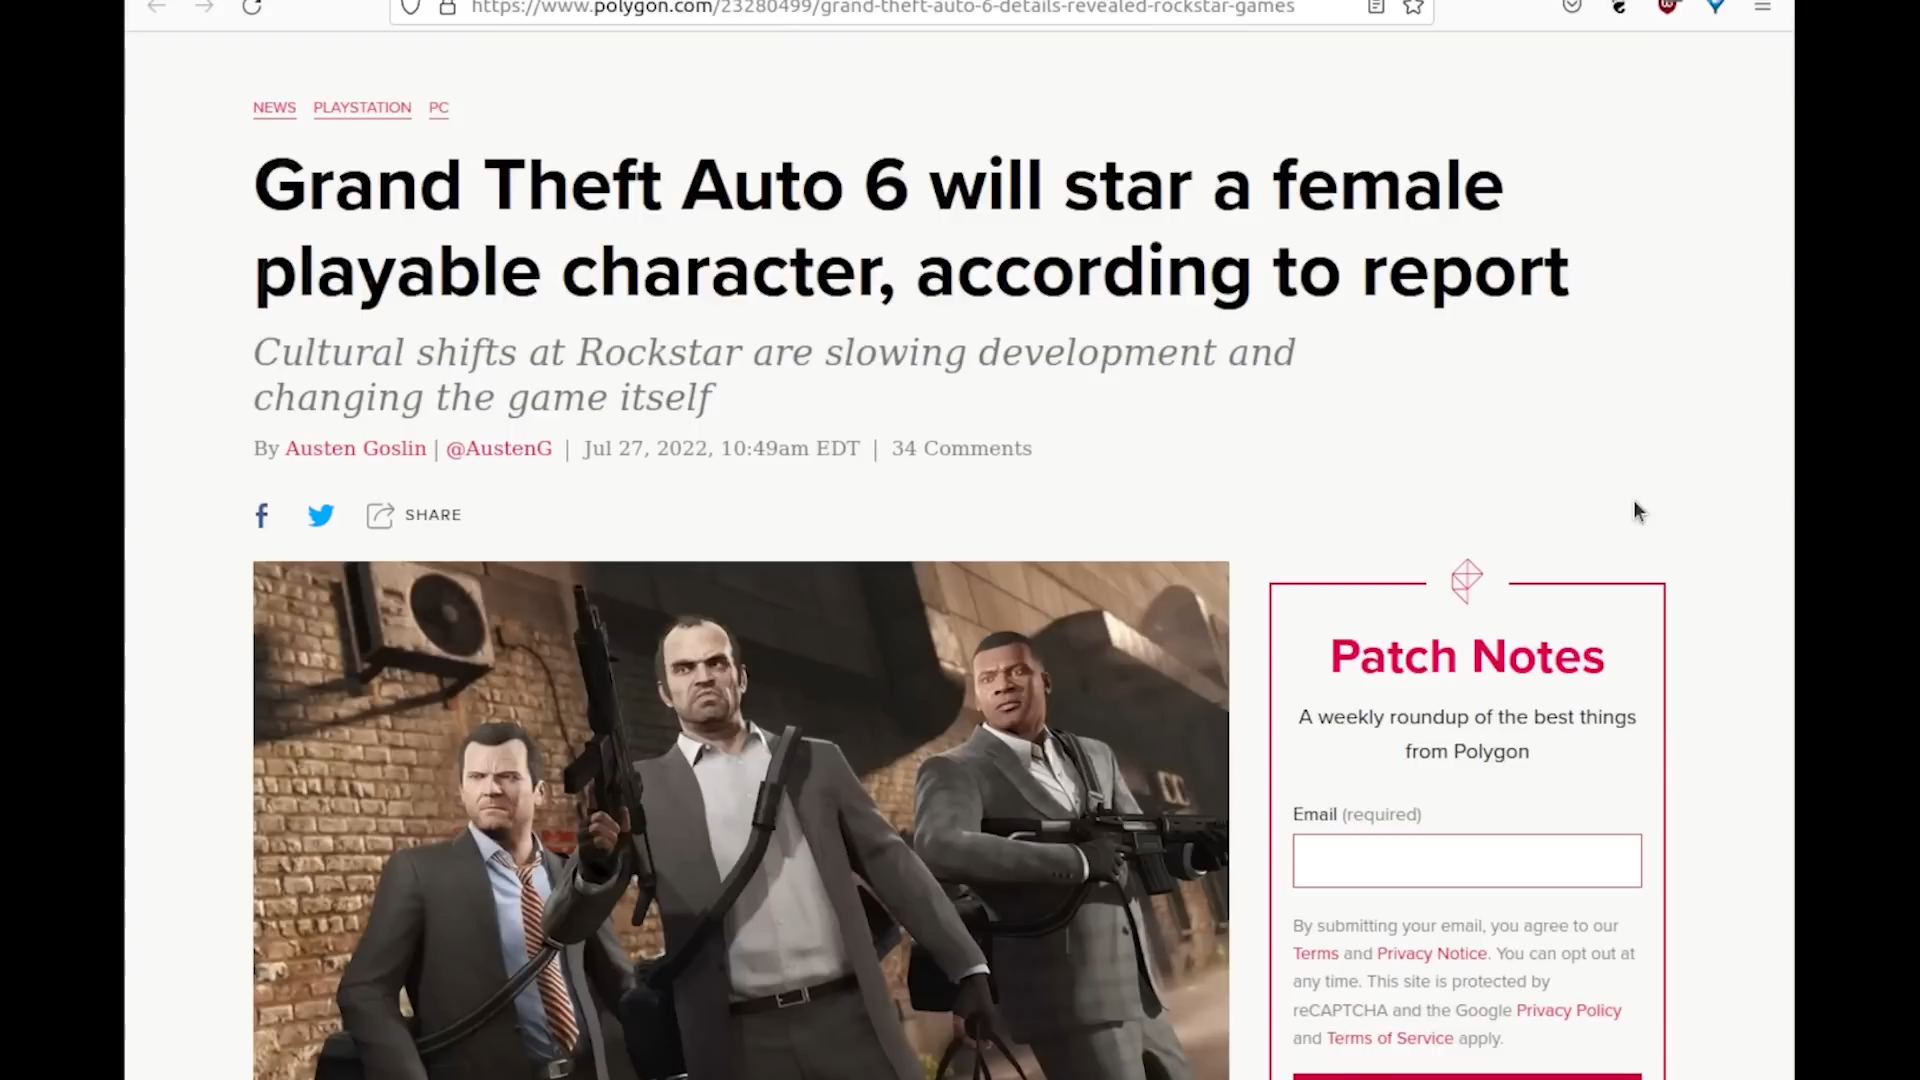 https://www.polygon.com/23280499/grand-theft-auto-6-details-revealed-rockstar-games
NEWS PLAYSTATION PC
Grand Theft Auto 6 will star a female
playable character, according to report
Cultural shifts at Rockstar are slowing development and
changing the game itself
By Austen Goslin | @AustenG | Jul 27, 2022, 10:49am EDT | 34 Comments
SHARE
Patch Notes
A weekly roundup of the best things
from Polygon
Email (required)
By submitting your email, you agree to our
Terms and Privacy Notice. You can opt out at
any time. This site is protected by
reCAPTCHA and the Google Privacy Policy
and Terms of Service apply.